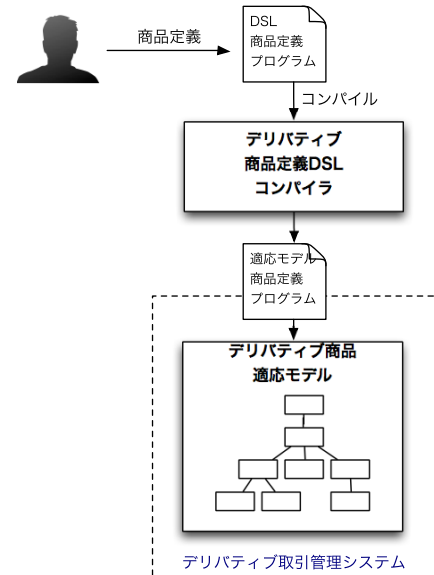 商品定義
DSL
商品定義
プログラム
コンパイル
デリバティブ
商品定義DSL
コンパイラ
適応モデル
商品定義
プログラム
デリバティブ商品
適応モデル
デリバティブ取引管理システム